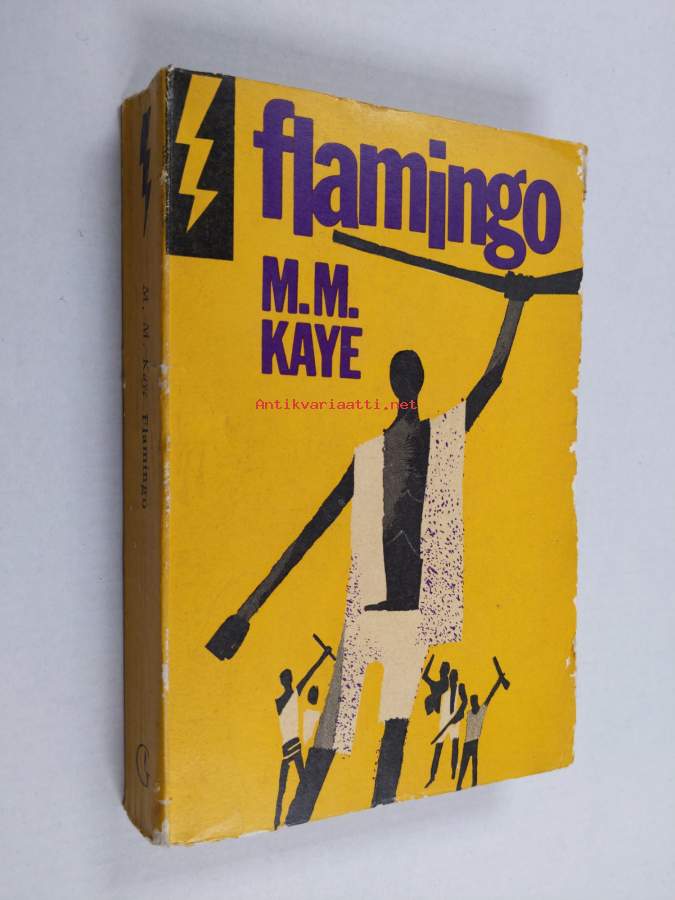 flamingo
M.M.
KAYE
Antikvariaatti.net
M. M. Kaye Flamingo
G